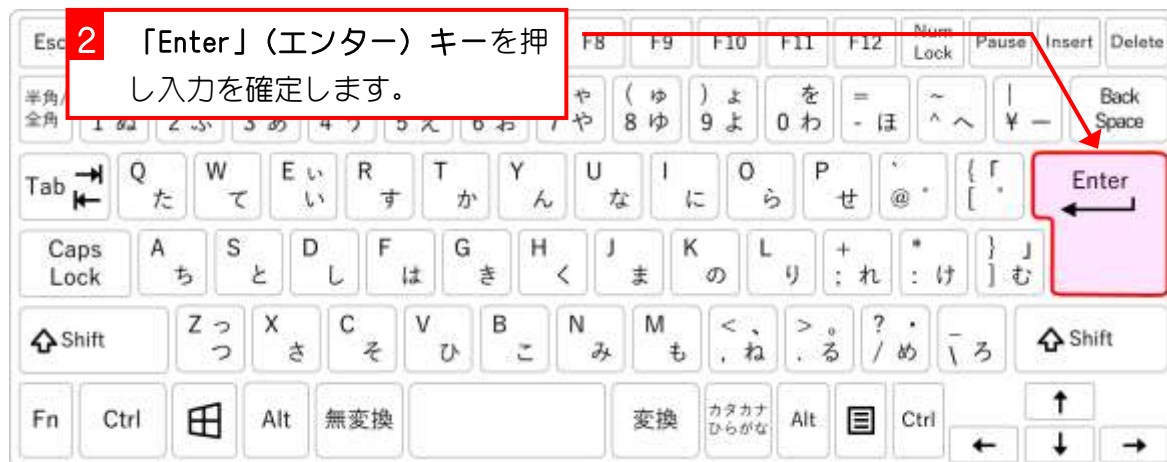 2 「Enter」（エンター）キーを押
し入力を確定します。
Esc F8 F9 F10 F11 F12 Num Lock Pause Insert Delete
半角/ や ( ゅ ) ょ を = ~ | Back
全角 1 ぬ 2 ふ 3 あ 4 う 5 え 6 お 7 や 8 ゆ 9 よ 0 わ - ほ ^ へ ¥ ー Space
Tab Q た W て E ぃ い R す T か Y ん U な I に O ら P せ ` @ ゛ { 「 [ ゜ Enter
Caps Lock A ち S と D し F は G き H く J ま K の L り + : れ * : け } 」 ] む
Shift Z っ つ X さ C そ V ひ B こ N み M も < 、 , ね > 。 . る ? ・ / め _ \ ろ Shift
Fn Ctrl Alt 無変換 変換 カタカナ ひらがな Alt Ctrl ↑
← ↓ →